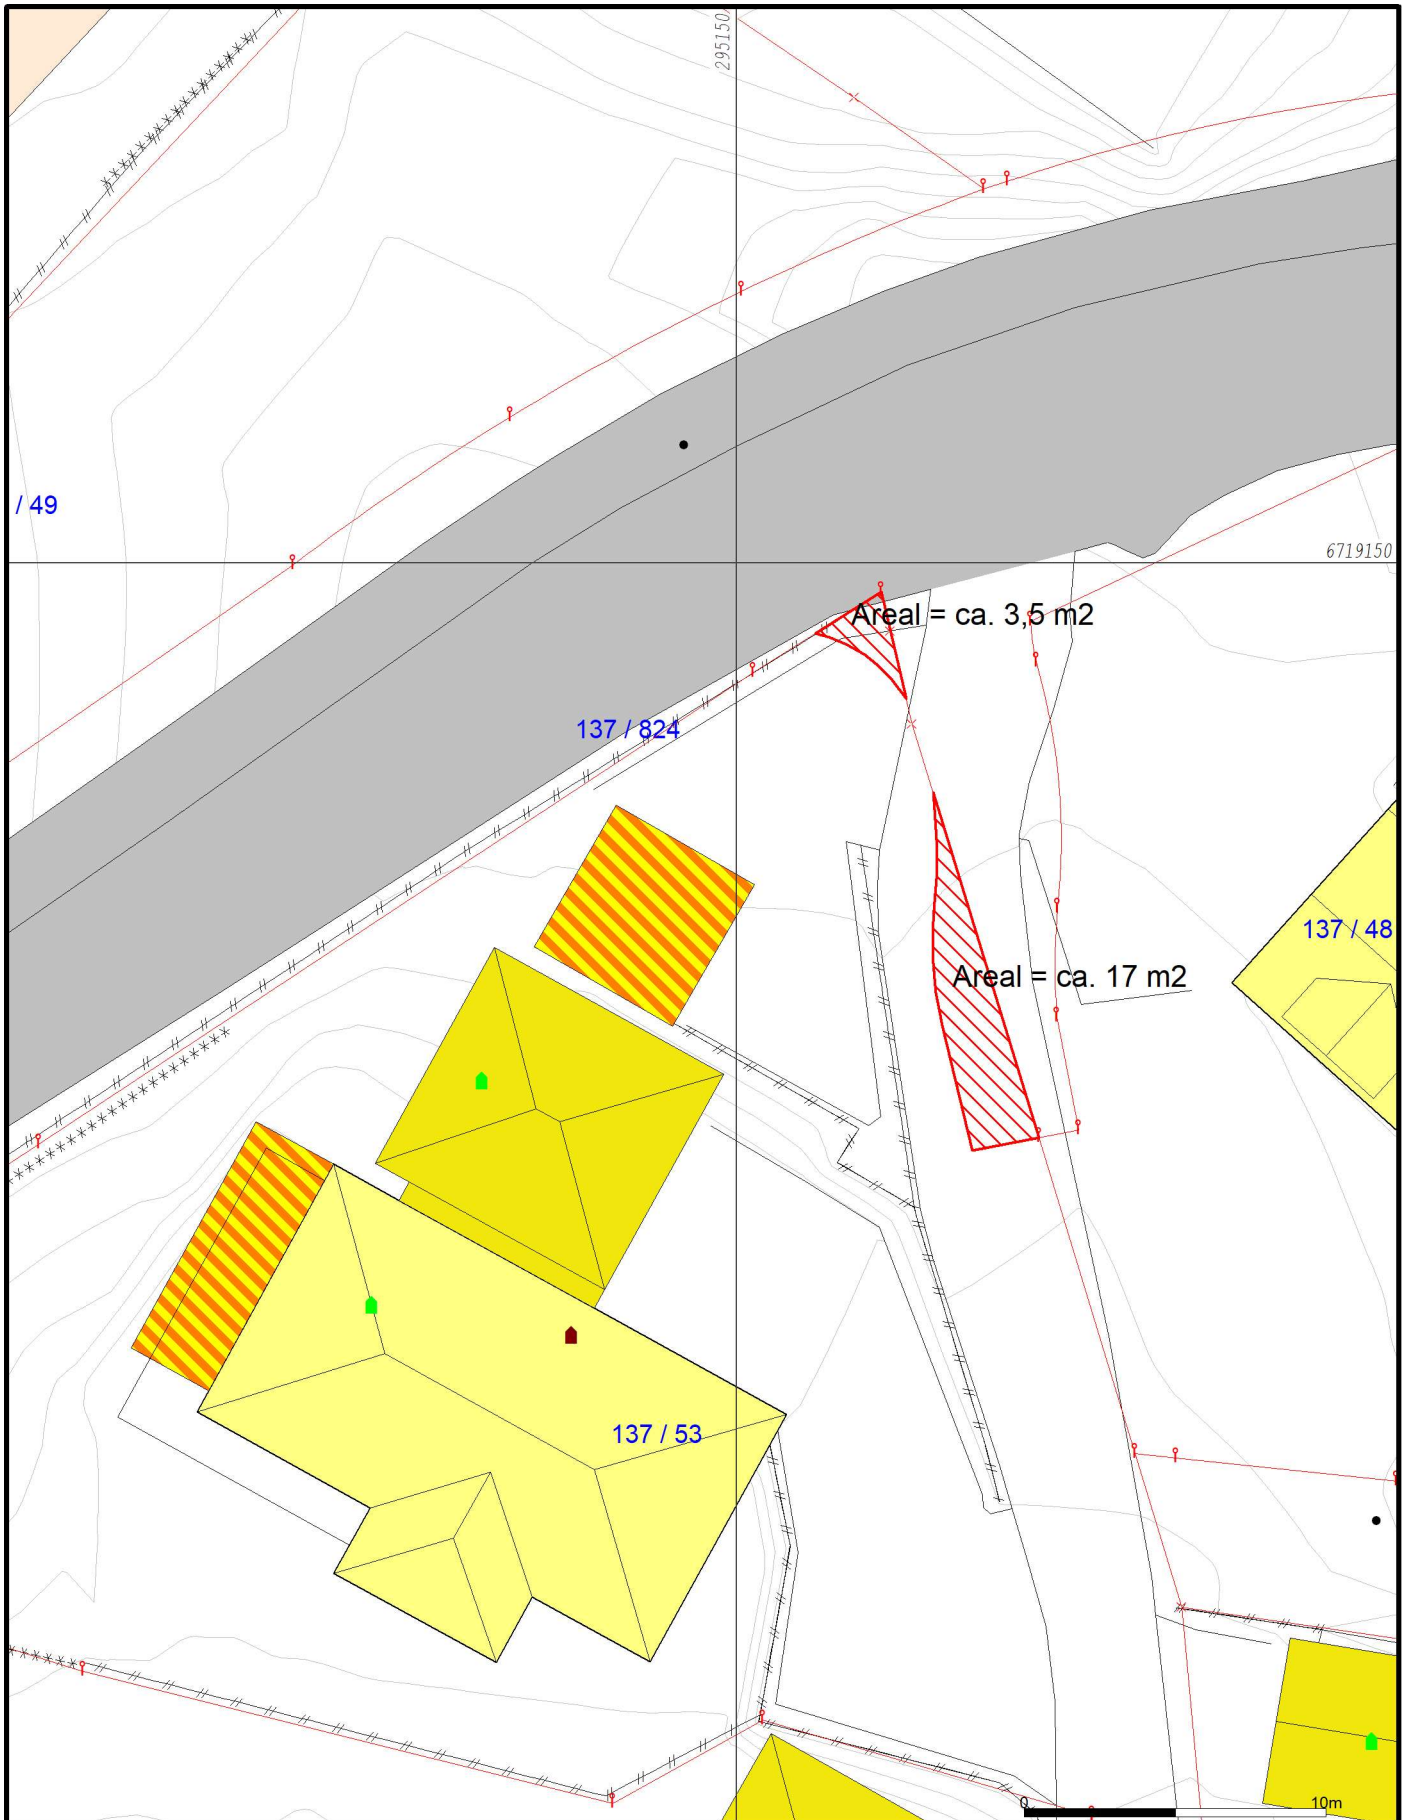 295150
/ 49
6719150
Areal = ca. 3,5 m2
137 / 824
137 / 48
Areal = ca. 17 m2
137 / 53
0
10m